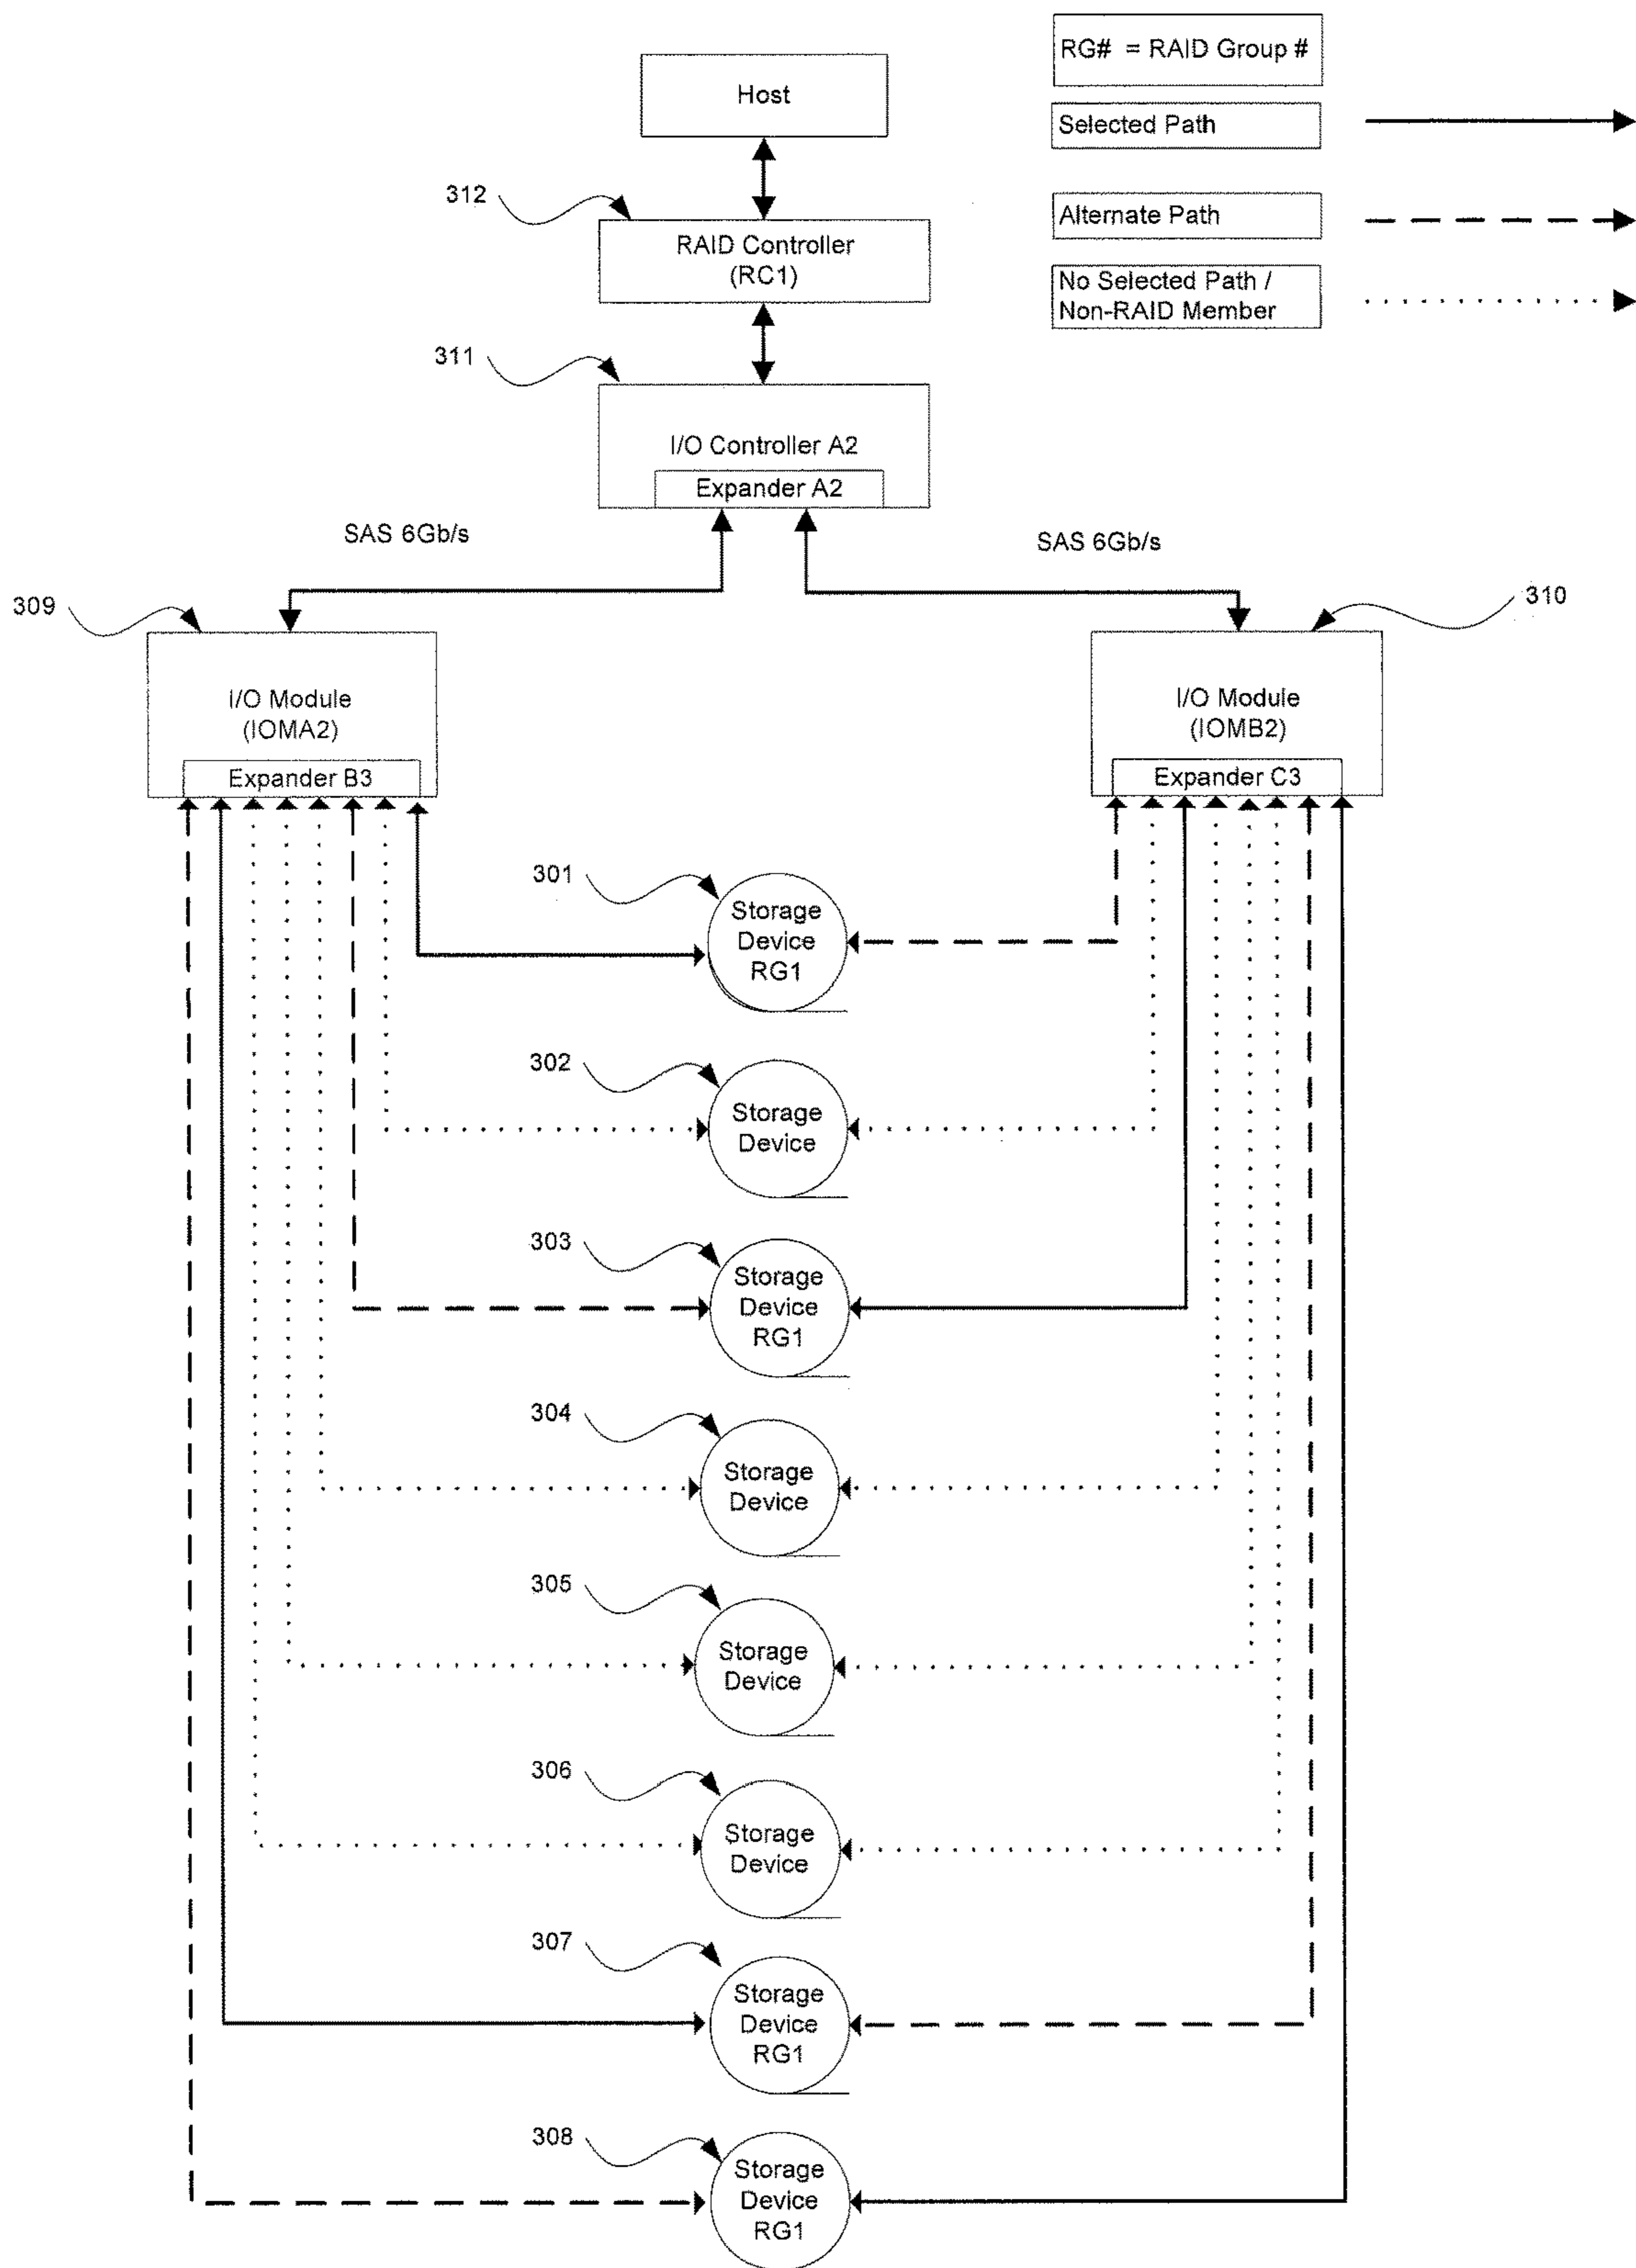 RG# = RAID Group #
Host
Selected Path
312
Alternate Path
RAID Controller
(RC1)
No Selected Path /
Non-RAID Member
311
I/O Controller A2
Expander A2
SAS 6Gb/s
SAS 6Gb/s
309
310
I/O Module
(IOMA2)
Expander B3
I/O Module
(IOMB2)
Expander C3
301
Storage
Device
RG1
302
Storage
Device
303
Storage
Device
RG1
304
Storage
Device
305
Storage
Device
306
Storage
Device
307
Storage
Device
RG1
308
Storage
Device
RG1